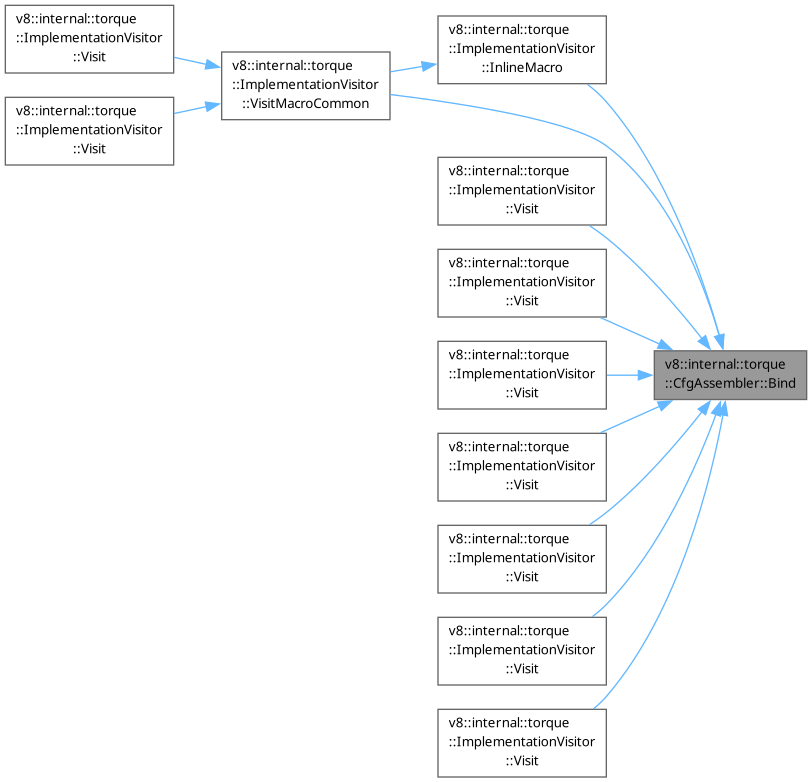 v8::internal::torque
::ImplementationVisitor
::Visit
v8::internal::torque
::ImplementationVisitor
::Visit
v8::internal::torque
::ImplementationVisitor
::VisitMacroCommon
v8::internal::torque
::ImplementationVisitor
::InlineMacro
v8::internal::torque
::ImplementationVisitor
::Visit
v8::internal::torque
::ImplementationVisitor
::Visit
v8::internal::torque
::ImplementationVisitor
::Visit
v8::internal::torque
::ImplementationVisitor
::Visit
v8::internal::torque
::ImplementationVisitor
::Visit
v8::internal::torque
::ImplementationVisitor
::Visit
v8::internal::torque
::ImplementationVisitor
::Visit
v8::internal::torque
::CfgAssembler::Bind